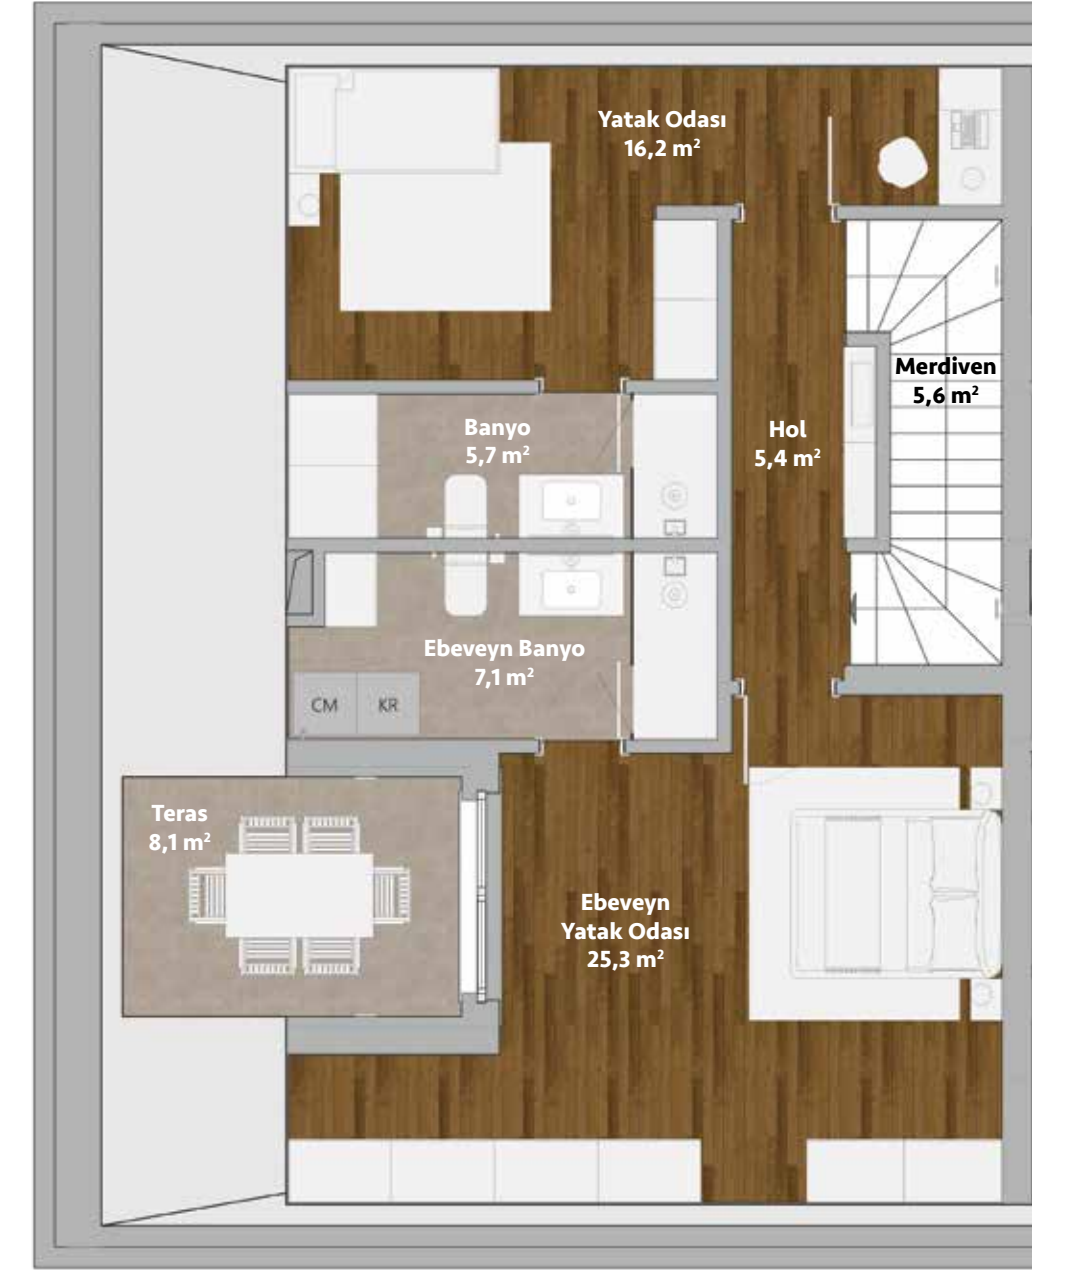 Yatak Odası
16,2 m²
Merdiven
5,6 m²
Banyo
5,7 m²
Hol
5,4 m²
Ebeveyn Banyo
7,1 m²
CM
KR
Teras
8,1 m²
Ebeveyn
Yatak Odası
25,3 m²